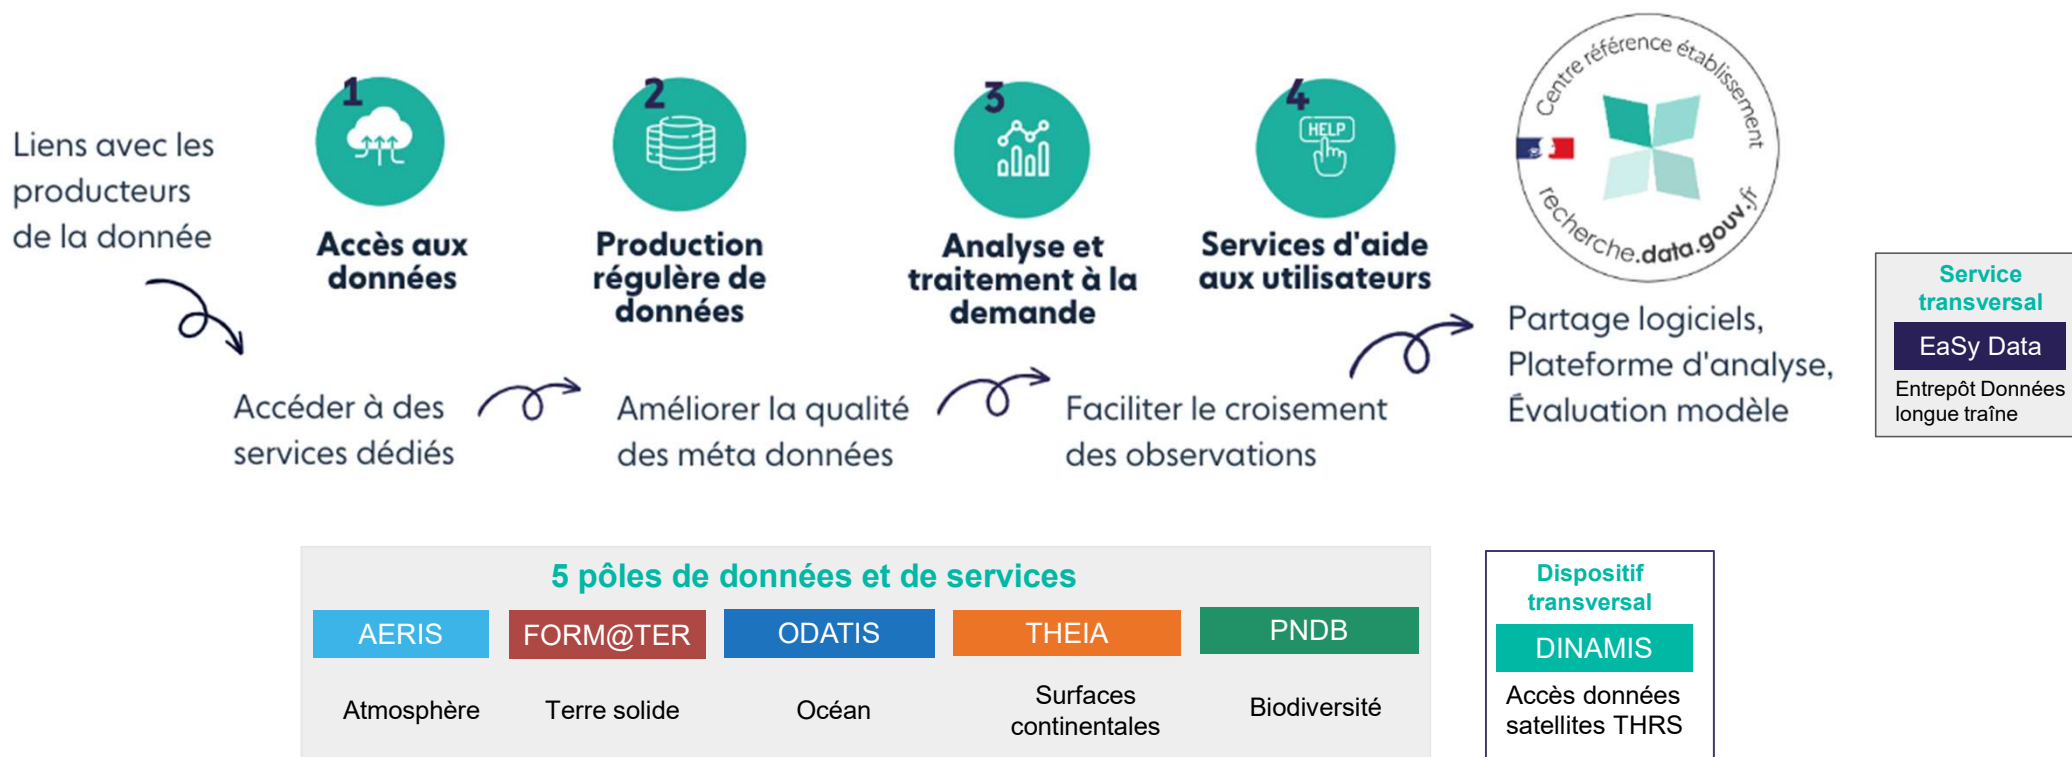 Liens avec les
producteurs
de la donnée
1
Accès aux
données
2
Production
régulère de
données
3
Analyse et
traitement à la
demande
4
HELP
Services d'aide
aux utilisateurs
Centre référence établissement
recherche.data.gouv.fr
Accéder à des
services dédiés
Améliorer la qualité
des méta données
Faciliter le croisement
des observations
Partage logiciels,
Plateforme d'analyse,
Évaluation modèle
Service
transversal
EaSy Data
Entrepôt Données
longue traîne
5 pôles de données et de services
AERIS
Atmosphère
FORM@TER
Terre solide
ODATIS
Océan
THEIA
Surfaces
continentales
PNDB
Biodiversité
Dispositif
transversal
DINAMIS
Accès données
satellites THRS